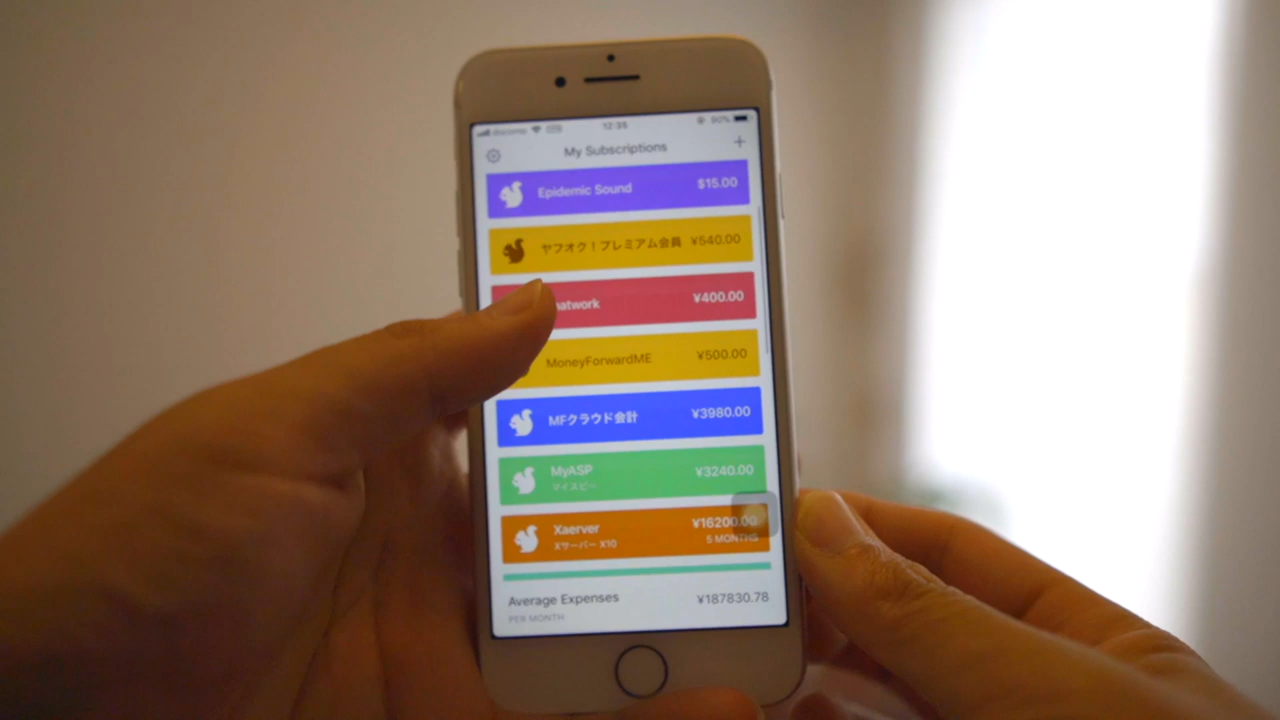 docomo 12:35 90%
My Subscriptions +
Epidemic Sound $15.00
ヤフオク！プレミアム会員 ¥540.00
atwork ¥400.00
MoneyForwardME ¥500.00
MFクラウド会計 ¥3980.00
MyASP ¥3240.00
マイスピー
Xaerver ¥16200.00
Xサーバー X10 5 MONTHS
Average Expenses ¥187830.78
PER MONTH